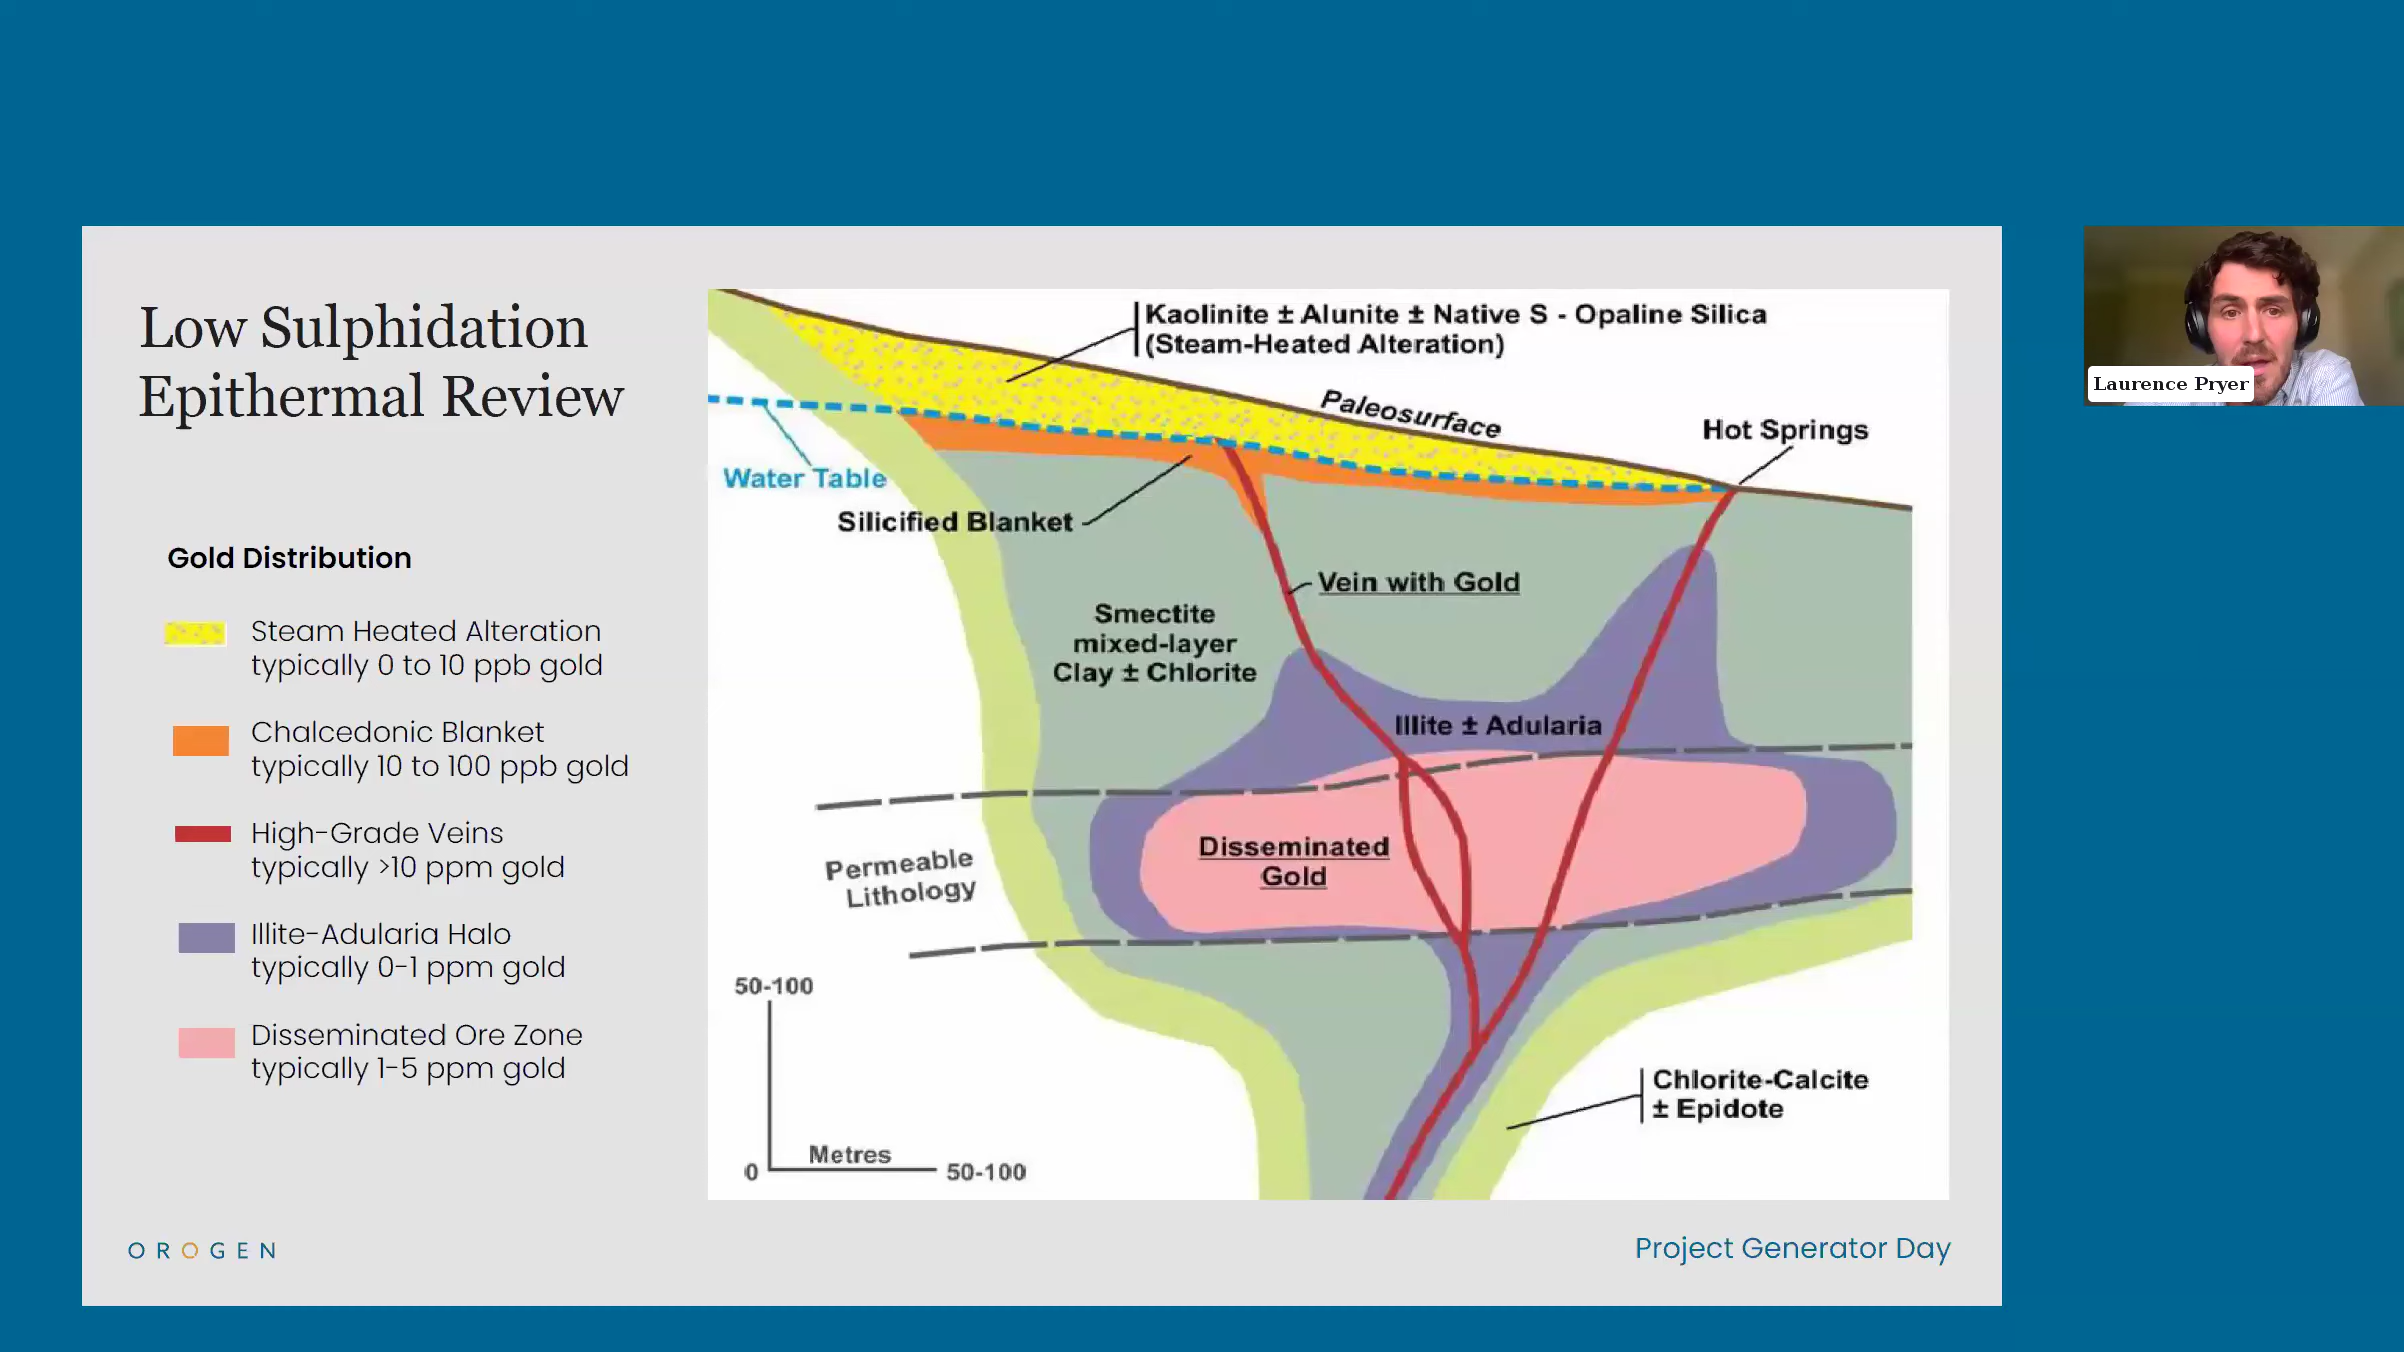 Low Sulphidation
Epithermal Review
Gold Distribution
Steam Heated Alteration
typically 0 to 10 ppb gold
Chalcedonic Blanket
typically 10 to 100 ppb gold
High-Grade Veins
typically >10 ppm gold
Illite-Adularia Halo
typically 0-1 ppm gold
Disseminated Ore Zone
typically 1-5 ppm gold
Kaolinite ± Alunite ± Native S - Opaline Silica
(Steam-Heated Alteration)
Paleosurface
Hot Springs
Water Table
Silicified Blanket
Vein with Gold
Smectite
mixed-layer
Clay ± Chlorite
Illite ± Adularia
Disseminated
Gold
Permeable
Lithology
50-100
Metres
0
50-100
Chlorite-Calcite
± Epidote
OROGEN
Project Generator Day
Laurence Pryer